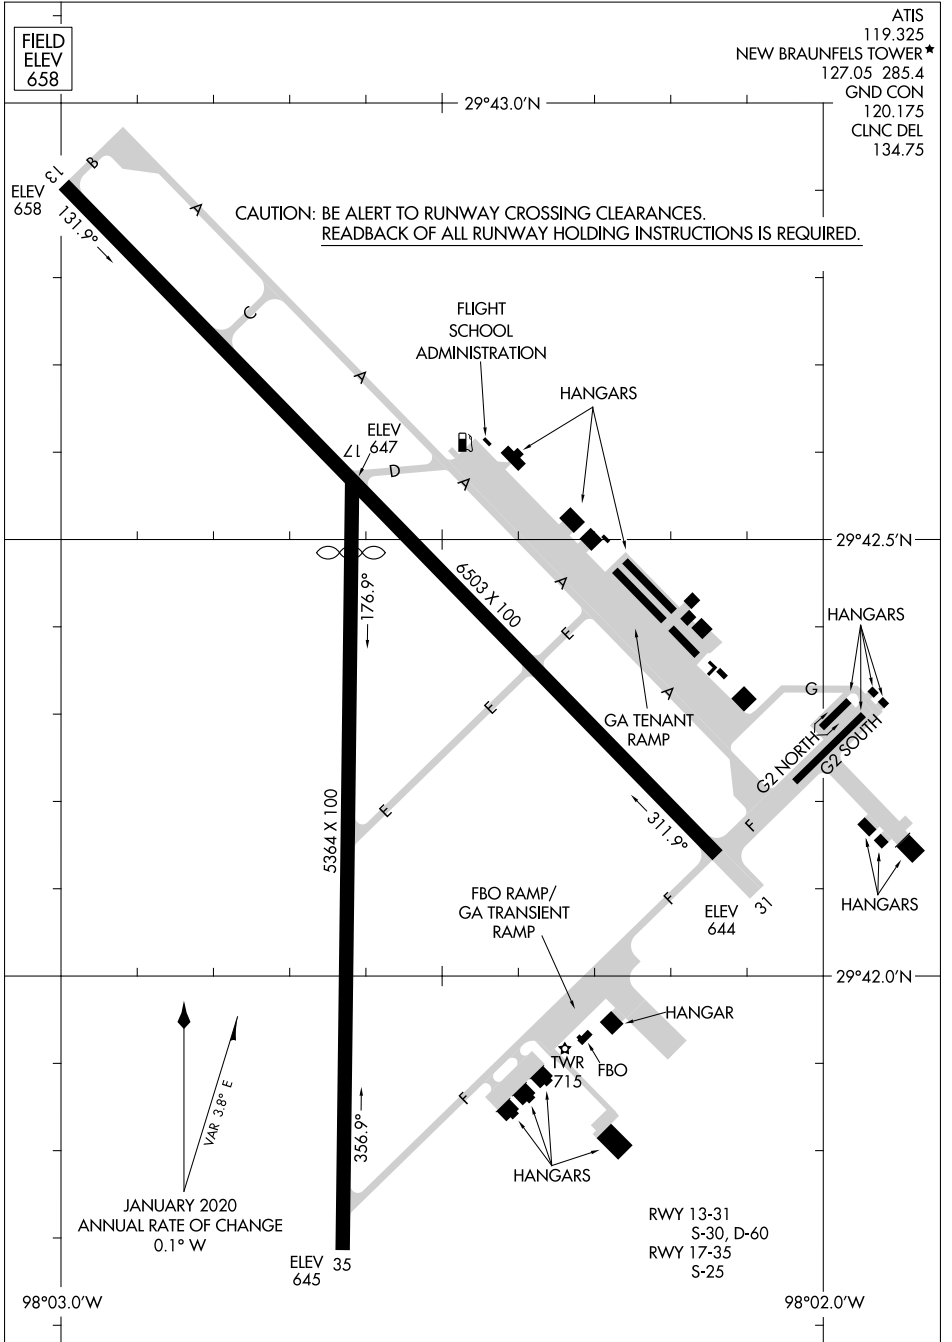 FIELD
ELEV
658
ATIS
119.325
NEW BRAUNFELS TOWER★
127.05 285.4
GND CON
120.175
CLNC DEL
134.75
29°43.0'N
13
B
ELEV
658
131.9°
A
CAUTION: BE ALERT TO RUNWAY CROSSING CLEARANCES.
READBACK OF ALL RUNWAY HOLDING INSTRUCTIONS IS REQUIRED.
C
FLIGHT
SCHOOL
ADMINISTRATION
A
HANGARS
17
ELEV
647
D
A
29°42.5'N
176.9°
6503 X 100
A
HANGARS
E
A
G
E
GA TENANT
RAMP
G2 NORTH
G2 SOUTH
5364 X 100
E
311.9°
F
FBO RAMP/
GA TRANSIENT
RAMP
F
31
ELEV
644
HANGARS
29°42.0'N
HANGAR
TWR
715
FBO
F
VAR 3.8° E
356.9°
HANGARS
JANUARY 2020
ANNUAL RATE OF CHANGE
0.1° W
RWY 13-31
S-30, D-60
RWY 17-35
S-25
ELEV
645
35
98°03.0'W
98°02.0'W